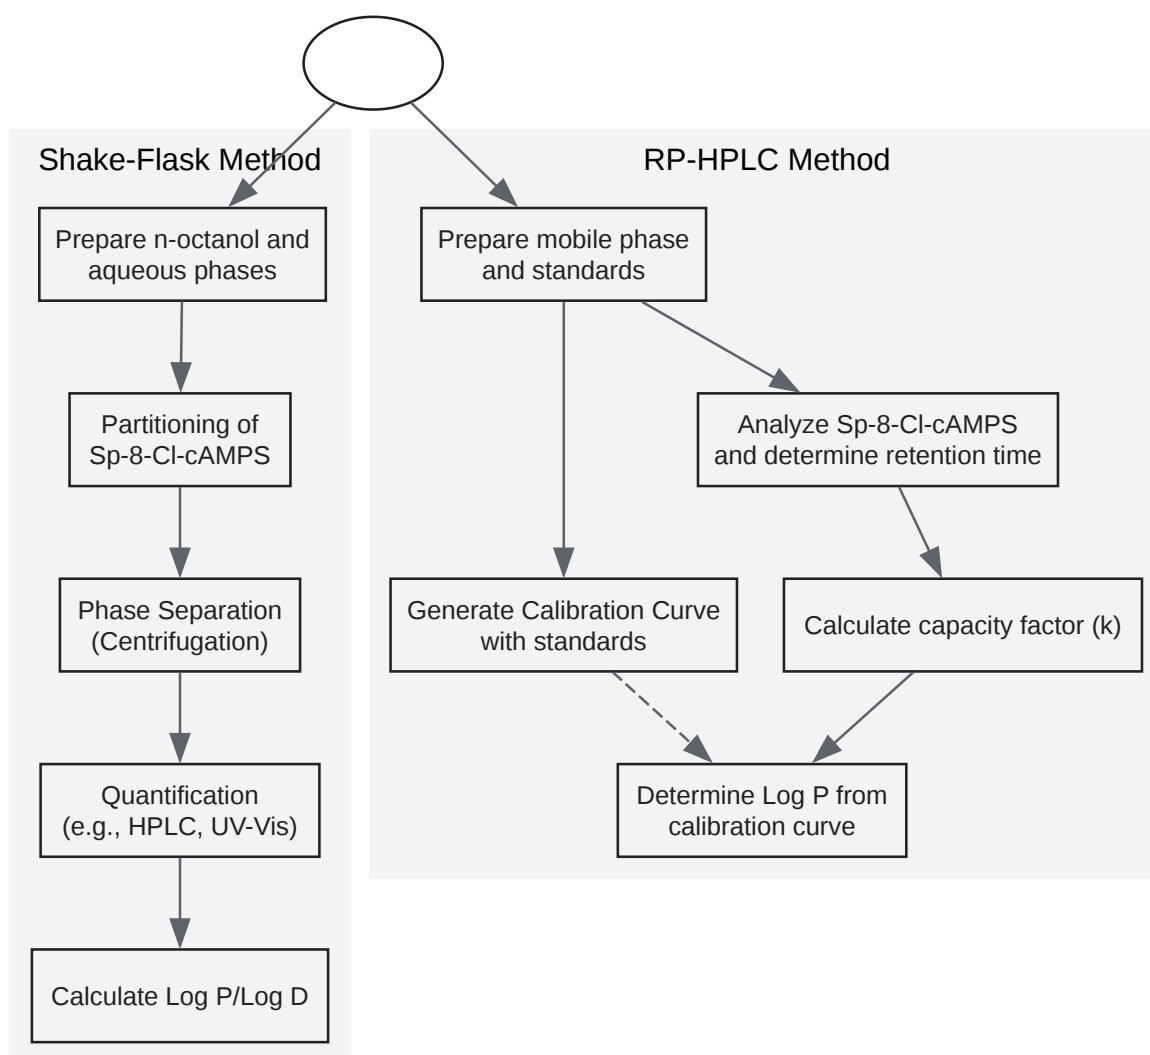 Shake-Flask Method
Prepare n-octanol and
aqueous phases
Partitioning of
Sp-8-Cl-cAMPS
Phase Separation
(Centrifugation)
Quantification
(e.g., HPLC, UV-Vis)
Calculate Log P/Log D
RP-HPLC Method
Prepare mobile phase
and standards
Analyze Sp-8-Cl-cAMPS
and determine retention time
Generate Calibration Curve
with standards
Calculate capacity factor (k)
Determine Log P from
calibration curve